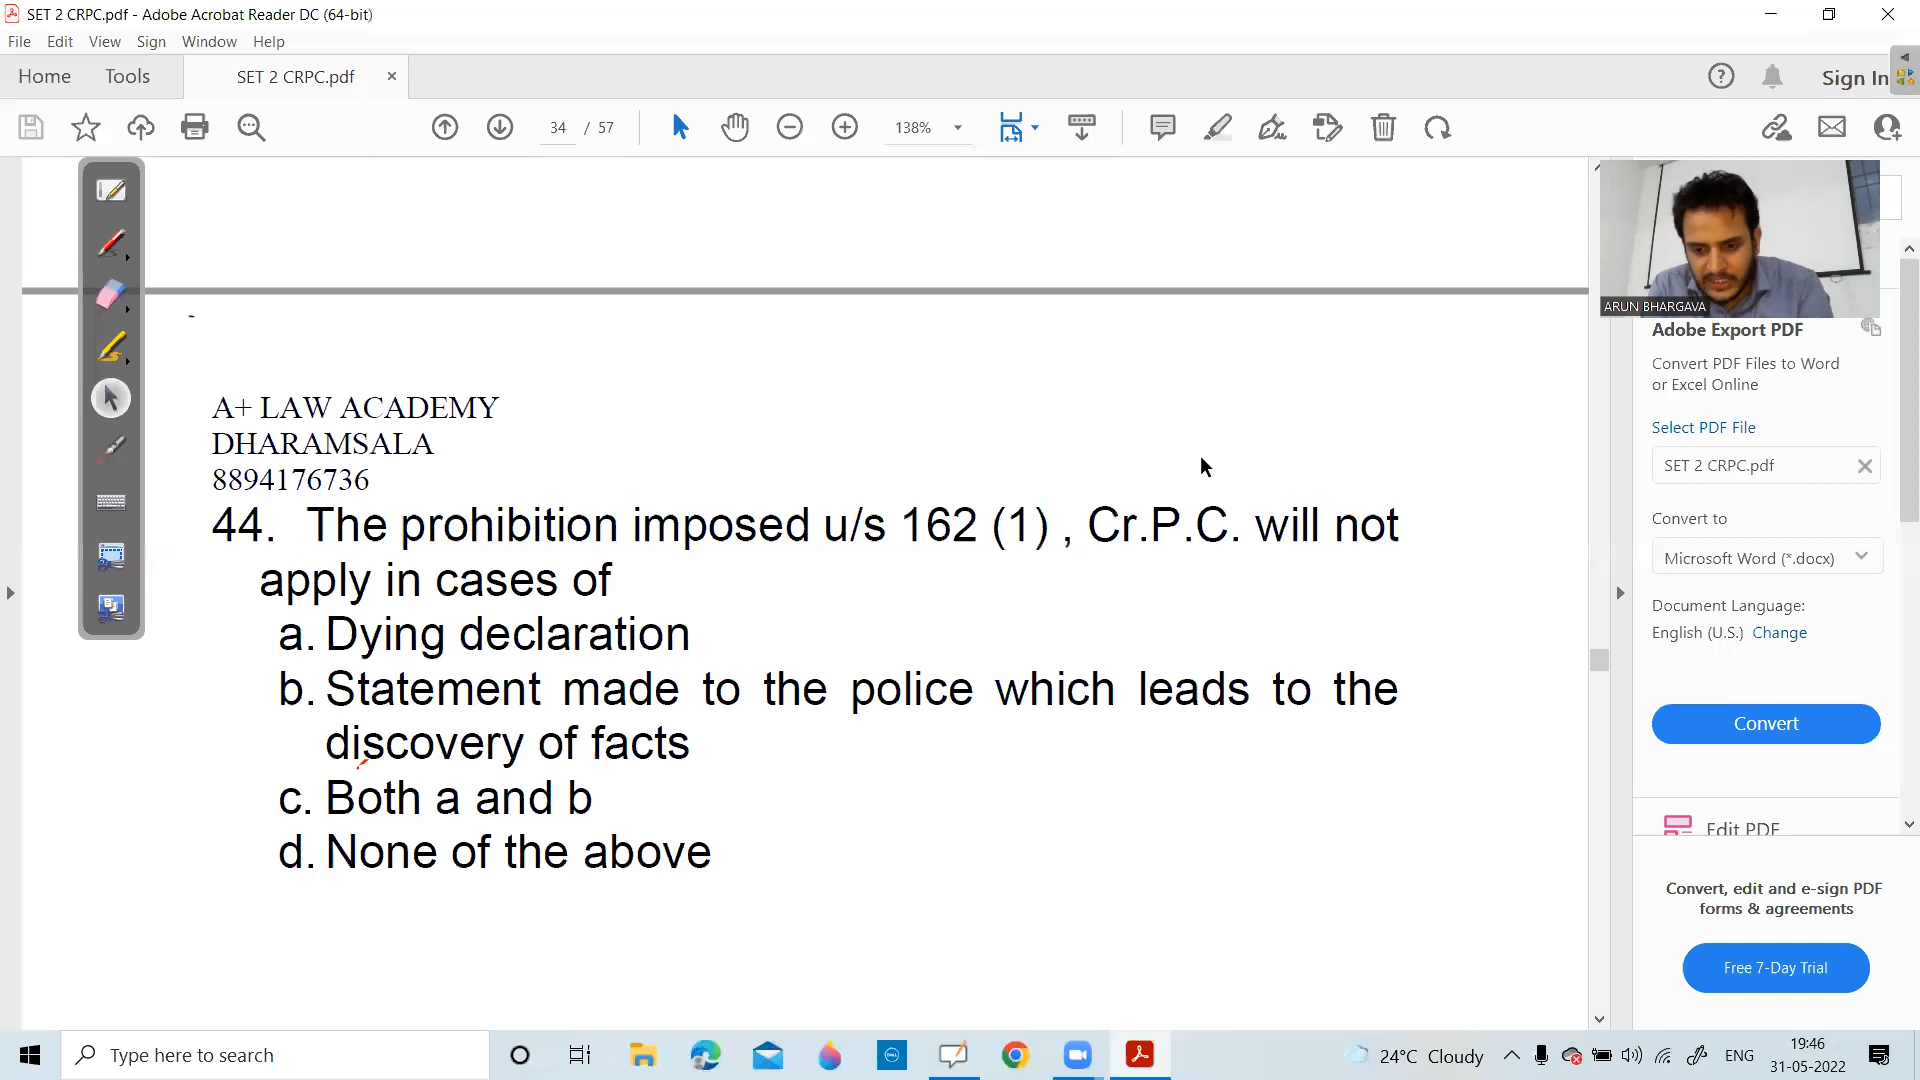 SET 2 CRPC.pdf - Adobe Acrobat Reader DC (64-bit)
File Edit View Sign Window Help
Home Tools SET 2 CRPC.pdf
Sign In
34 / 57
138%
ARUN BHARGAVA
Adobe Export PDF
Convert PDF Files to Word
or Excel Online
Select PDF File
SET 2 CRPC.pdf
Convert to
Microsoft Word (*.docx)
Document Language:
English (U.S.) Change
Convert
Edit PDF
Convert, edit and e-sign PDF
forms & agreements
Free 7-Day Trial
A+ LAW ACADEMY
DHARAMSALA
8894176736
44. The prohibition imposed u/s 162 (1) , Cr.P.C. will not
apply in cases of
a. Dying declaration
b. Statement made to the police which leads to the
discovery of facts
c. Both a and b
d. None of the above
Type here to search
24°C Cloudy
ENG
19:46
31-05-2022